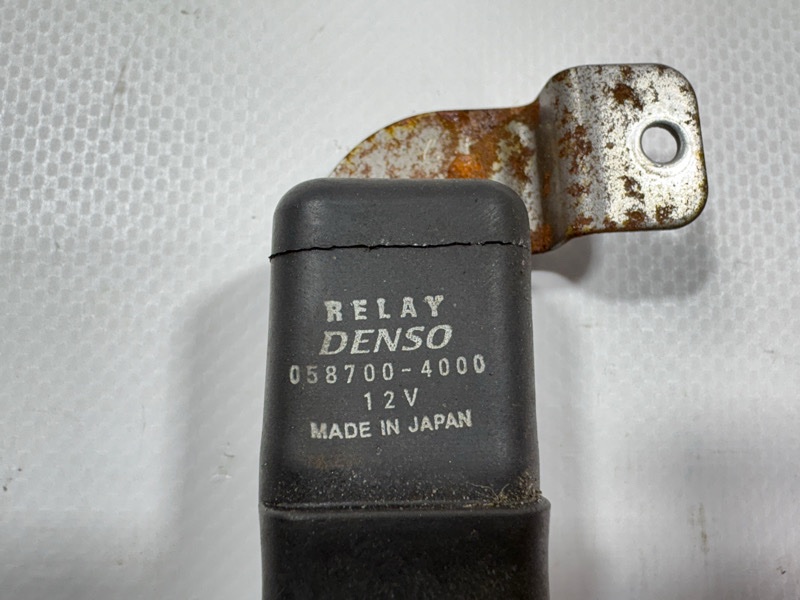 RELAY
DENSO
058700-4000
12V
MADE IN JAPAN